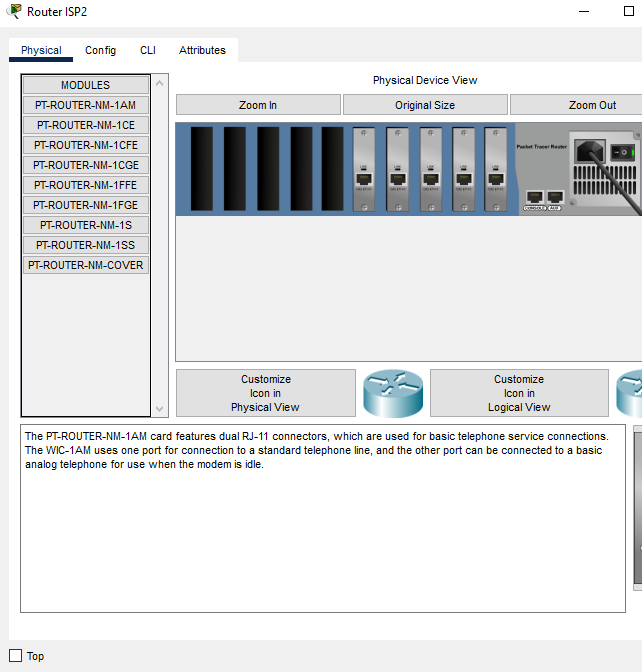 Router ISP2
Physical
Config
CLI
Attributes
MODULES
PT-ROUTER-NM-1AM
PT-ROUTER-NM-1CE
PT-ROUTER-NM-1CFE
PT-ROUTER-NM-1CGE
PT-ROUTER-NM-1FFE
PT-ROUTER-NM-1FGE
PT-ROUTER-NM-1S
PT-ROUTER-NM-1SS
PT-ROUTER-NM-COVER
Physical Device View
Zoom In
Original Size
Zoom Out
Packet Tracer Router
CONSOLE
AUX
Customize
Icon in
Physical View
Customize
Icon in
Logical View
The PT-ROUTER-NM-1AM card features dual RJ-11 connectors, which are used for basic telephone service connections.
The WIC-1AM uses one port for connection to a standard telephone line, and the other port can be connected to a basic
analog telephone for use when the modem is idle.
Top